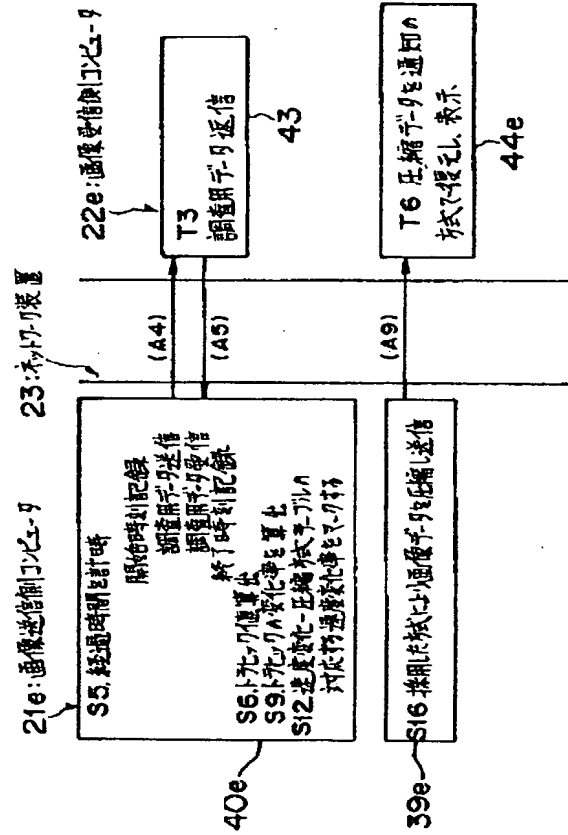 21e:画像送信側コンピュータ
23:ネットワーク装置
22e:画像受信側コンピュータ
S5.経過時間を計時
開始時刻記録
調査用データ送信
調査用データ受信
終了時刻記録
S6.トラヒック値算出
S9.トラヒックの変化率を算出
S12.速度変化-圧縮方式テーブルの
対応する速度変化率をマークする
40e
(A4)
(A5)
T3
調査用データ返信
43
S16 採用した方式により画像データを圧縮し送信
39e
(A9)
T6 圧縮データを通知の
方式で復元し、表示
44e